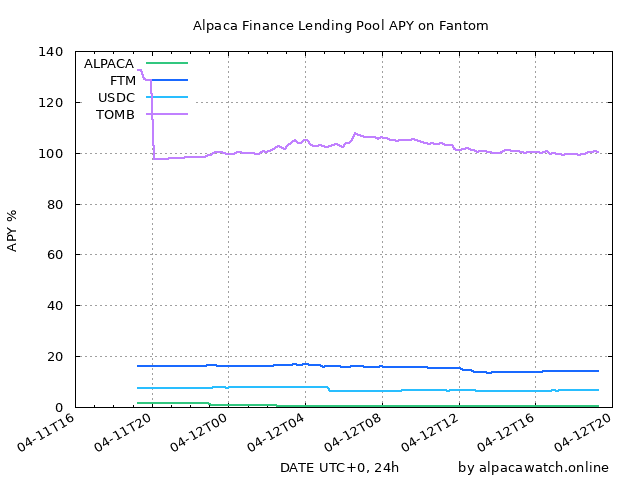 Alpaca Finance Lending Pool APY on Fantom
140
120
100
80
60
40
20
0
APY %
ALPACA
FTM
USDC
TOMB
04-11T16
04-11T20
04-12T00
04-12T04
04-12T08
04-12T12
04-12T16
04-12T20
DATE UTC+0, 24h
by alpacawatch.online